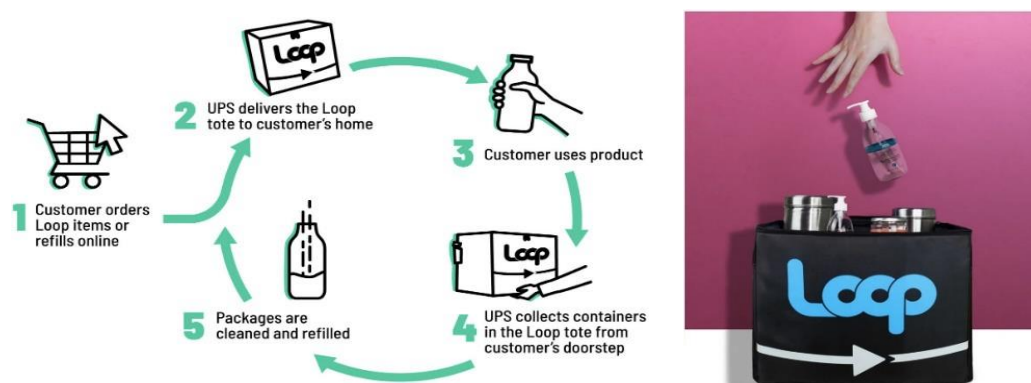 1 Customer orders
Loop items or
refills online
Loop
2 UPS delivers the Loop
tote to customer's home
3 Customer uses product
Loop
4 UPS collects containers
in the Loop tote from
customer's doorstep
5 Packages are
cleaned and refilled
Loop